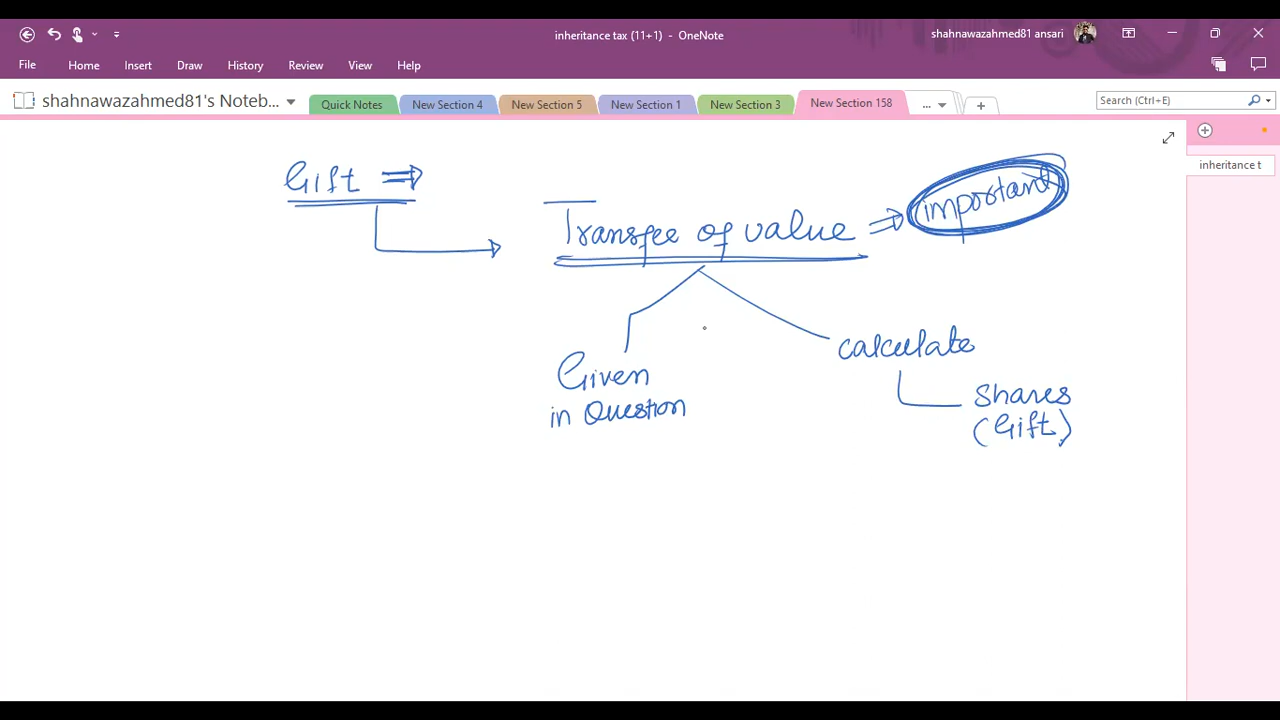 inheritance tax (11+1) - OneNote
shahnawazahmed81 ansari
File Home Insert Draw History Review View Help
shahnawazahmed81's Noteb...
Quick Notes
New Section 4
New Section 5
New Section 1
New Section 3
New Section 158
...
Search (Ctrl+E)
inheritance t
Gift ⇒
Transfee of value ⇒ important
Given
in Question
calculate
Shares
(Gift)